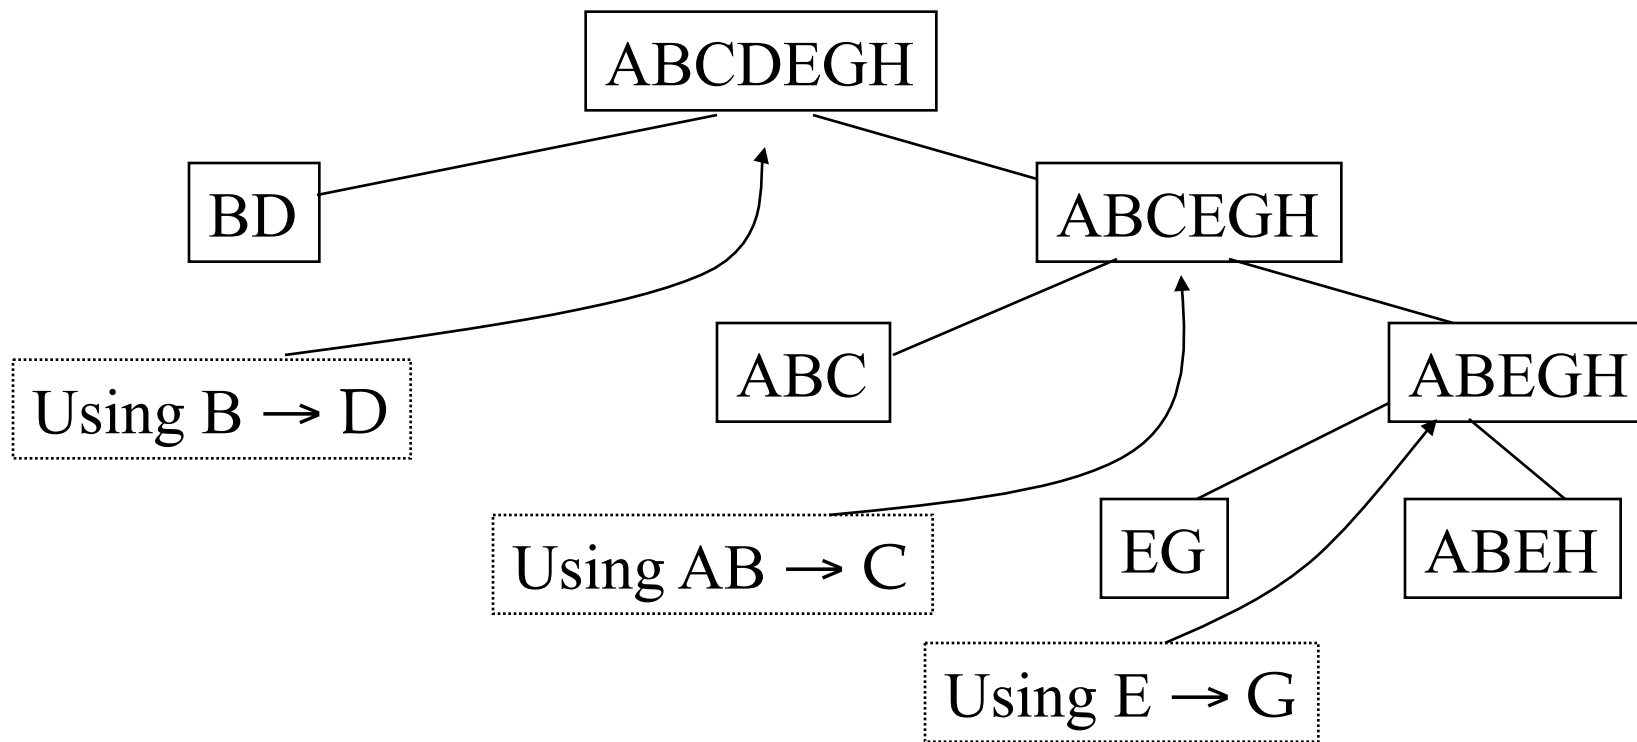 ABCDEGH
BD
ABCEGH
ABC
ABEGH
Using B → D
EG
ABEH
Using AB → C
Using E → G